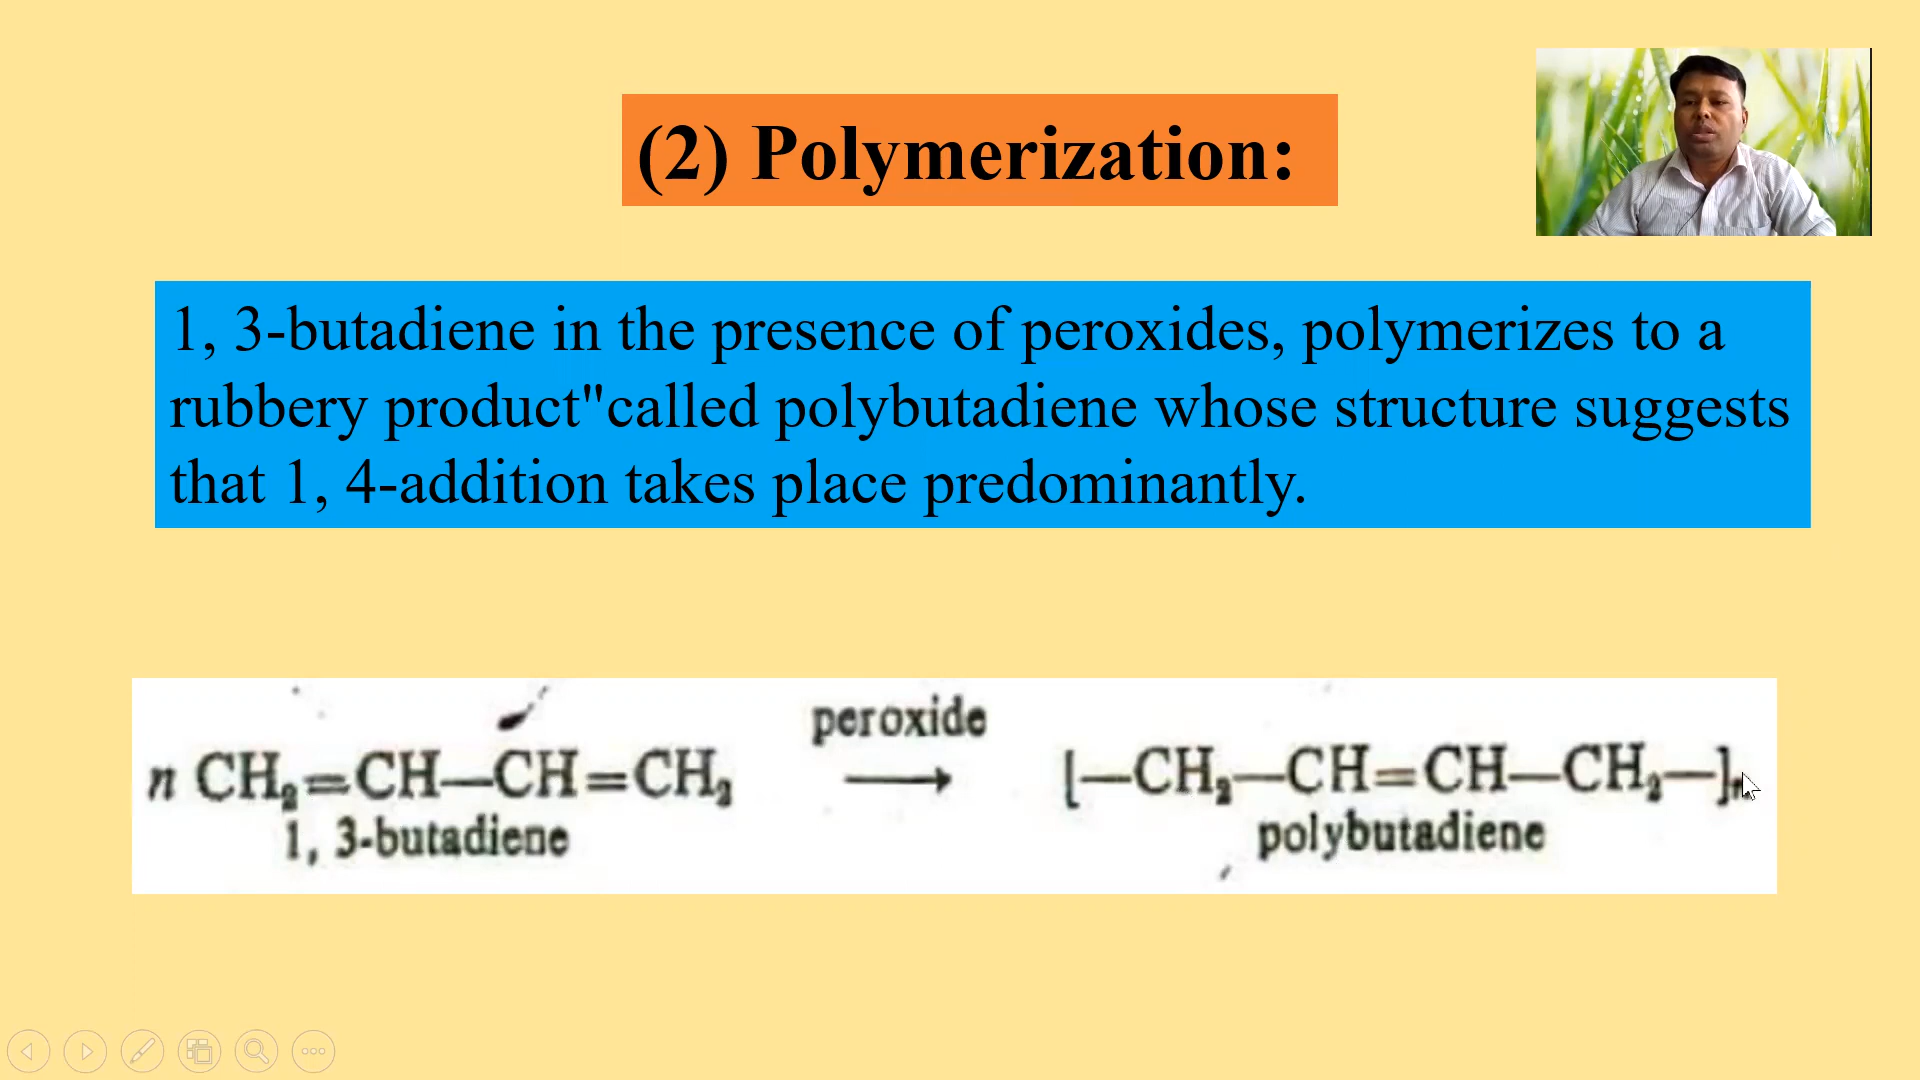 (2) Polymerization:
1, 3-butadiene in the presence of peroxides, polymerizes to a
rubbery product"called polybutadiene whose structure suggests
that 1, 4-addition takes place predominantly.
peroxide
n CH₂=CH—CH=CH₂ → [—CH₂—CH=CH—CH₂—]ₙ
1, 3-butadiene polybutadiene